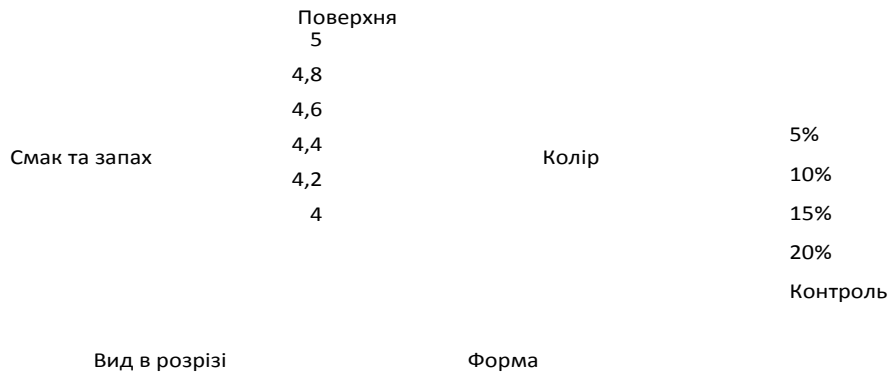 Поверхня
5
4,8
4,6
4,4
4,2
4
Смак та запах
Колір
5%
10%
15%
20%
Контроль
Вид в розрізі
Форма